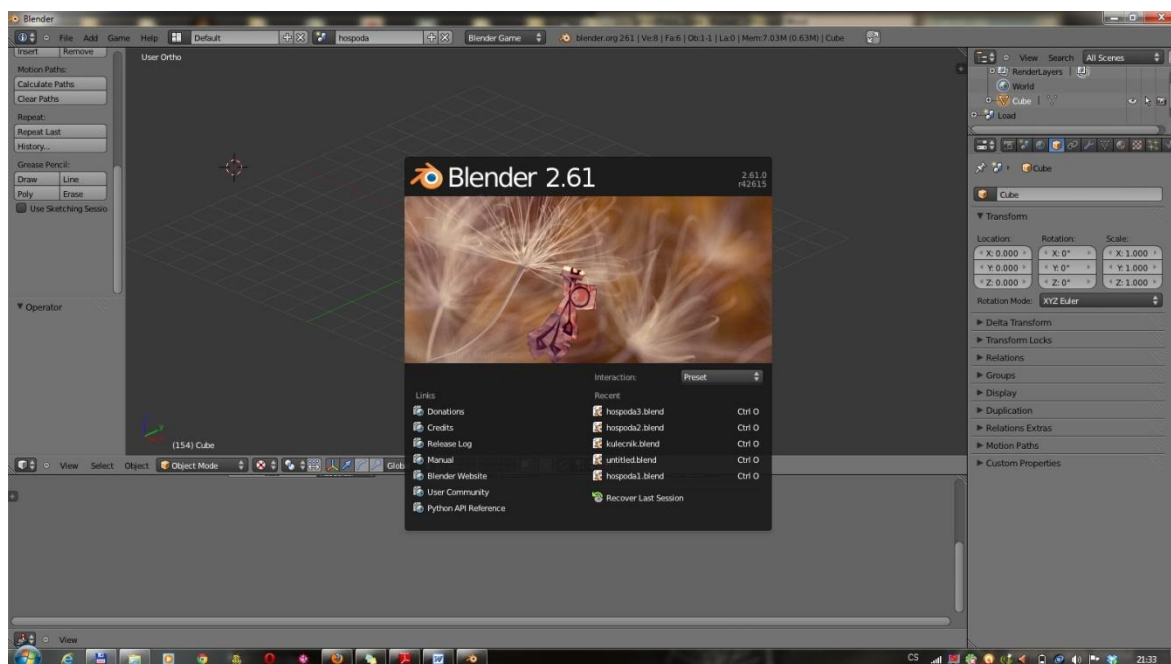 Blender
File Add Game Help Default hospoda Blender Game blender.org 261 | Ve:8 | Fa:6 | Ob:1-1 | La:0 | Mem:7.03M (0.63M) | Cube
Insert Remove
Motion Paths:
Calculate Paths
Clear Paths
Repeat:
Repeat Last
History...
Grease Pencil:
Draw Line
Poly Erase
Use Sketching Sessio
Operator
User Ortho
(154) Cube
View Select Object Object Mode Glob
View
Blender 2.61
2.61.0
r42615
Interaction: Preset
Links
Donations
Credits
Release Log
Manual
Blender Website
User Community
Python API Reference
Recent
hospoda3.blend Ctrl O
hospoda2.blend Ctrl O
kulecnik.blend Ctrl O
untitled.blend Ctrl O
hospoda1.blend Ctrl O
Recover Last Session
View Search All Scenes
RenderLayers
World
Cube
Load
Cube
Cube
Transform
Location: Rotation: Scale:
X: 0.000 X: 0° X: 1.000
Y: 0.000 Y: 0° Y: 1.000
Z: 0.000 Z: 0° Z: 1.000
Rotation Mode: XYZ Euler
Delta Transform
Transform Locks
Relations
Groups
Display
Duplication
Relations Extras
Motion Paths
Custom Properties
CS 21:33